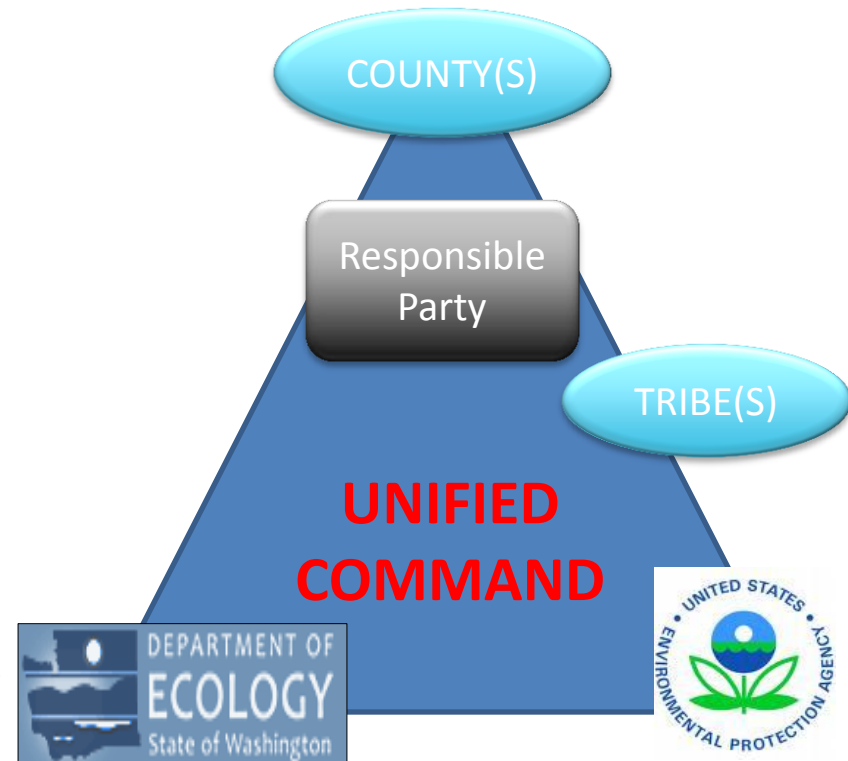 COUNTY(S)
Responsible
Party
TRIBE(S)
UNIFIED
COMMAND
DEPARTMENT OF
ECOLOGY
State of Washington
UNITED STATES
ENVIRONMENTAL PROTECTION AGENCY